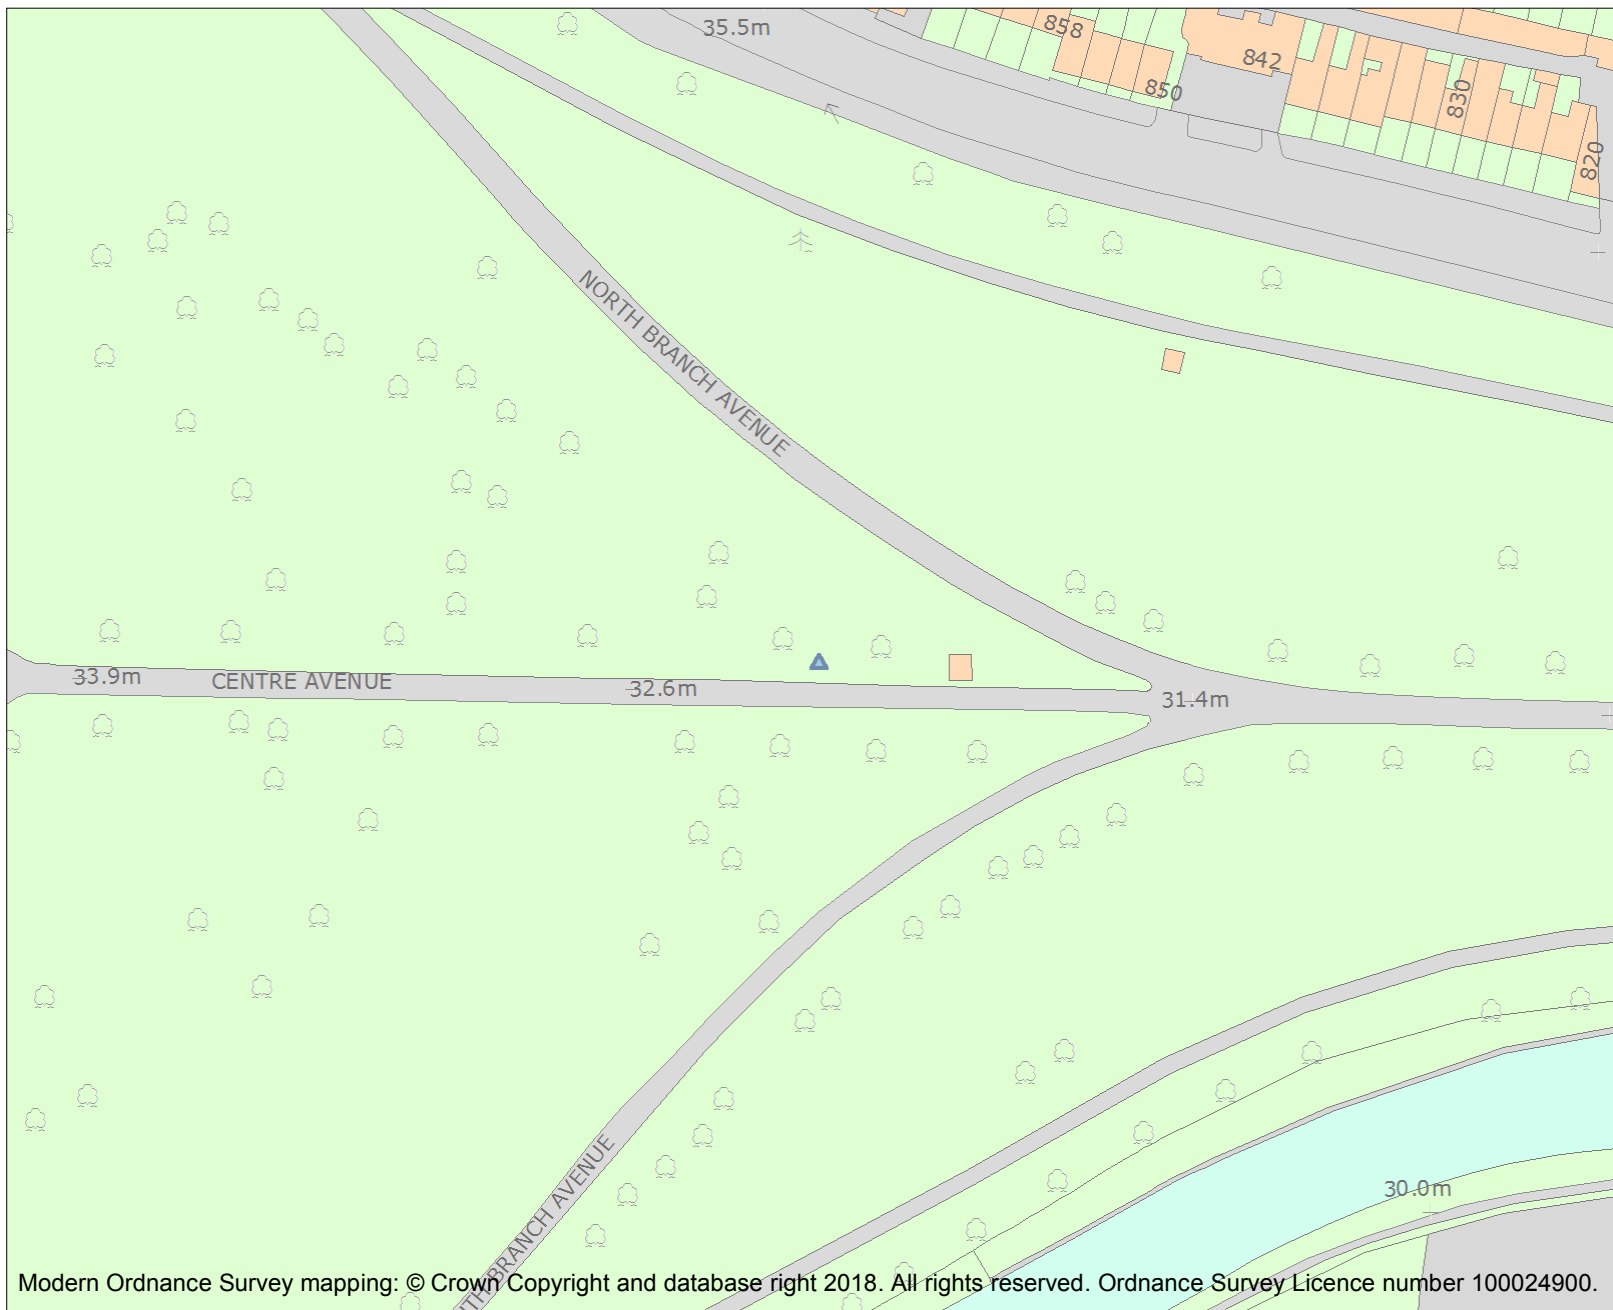 35.5m
858
842
850
830
820
NORTH BRANCH AVENUE
33.9m
CENTRE AVENUE
32.6m
31.4m
30.0m
TH BRANCH AVENUE
Modern Ordnance Survey mapping: © Crown Copyright and database right 2018. All rights reserved. Ordnance Survey Licence number 100024900.